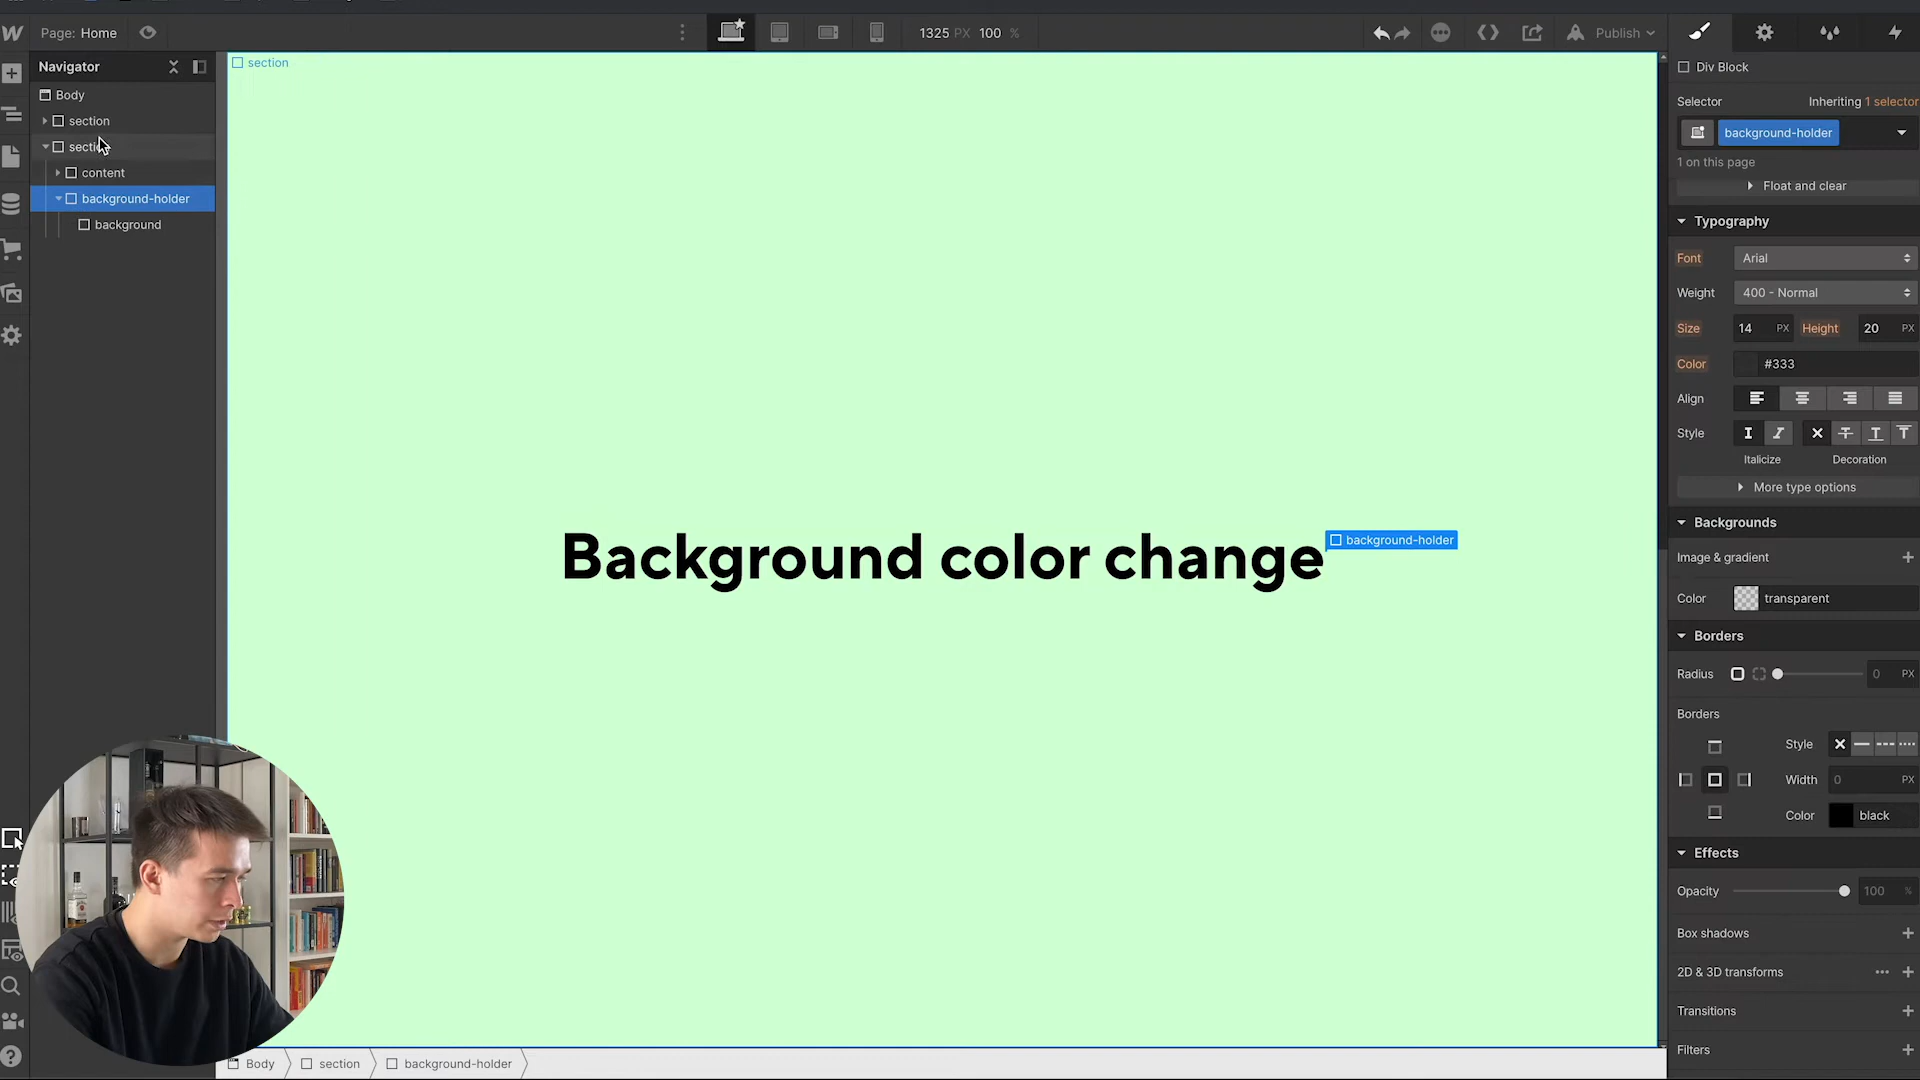 Page: Home
1325 PX 100 %
Publish
Navigator
Body
section
section
content
background-holder
background
section
Background color change
background-holder
Body
section
background-holder
Div Block
Selector
Inheriting 1 selector
background-holder
1 on this page
Float and clear
Typography
Font
Arial
Weight
400 - Normal
Size
14 PX
Height
20 PX
Color
#333
Align
Style
Italicize
Decoration
More type options
Backgrounds
Image & gradient
Color
transparent
Borders
Radius
0 PX
Borders
Style
Width
0 PX
Color
black
Effects
Opacity
100 %
Box shadows
2D & 3D transforms
Transitions
Filters